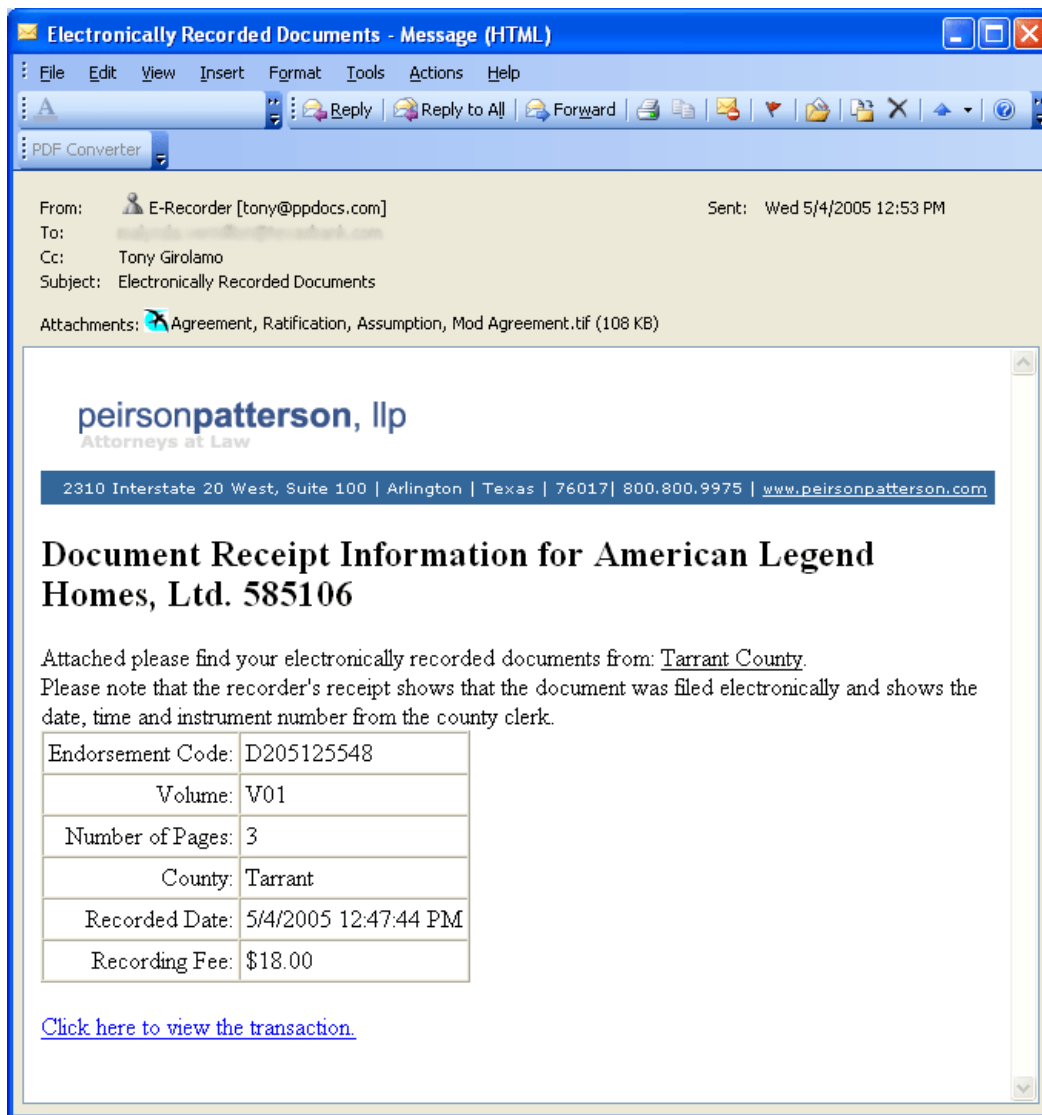 Electronically Recorded Documents - Message (HTML)
File Edit View Insert Format Tools Actions Help
A Reply Reply to All Forward
PDF Converter
From: E-Recorder [tony@ppdocs.com] Sent: Wed 5/4/2005 12:53 PM
To:
Cc: Tony Girolamo
Subject: Electronically Recorded Documents
Attachments: Agreement, Ratification, Assumption, Mod Agreement.tif (108 KB)
peirsonpatterson, llp
Attorneys at Law
2310 Interstate 20 West, Suite 100 | Arlington | Texas | 76017| 800.800.9975 | www.peirsonpatterson.com
Document Receipt Information for American Legend
Homes, Ltd. 585106
Attached please find your electronically recorded documents from: Tarrant County.
Please note that the recorder's receipt shows that the document was filed electronically and shows the
date, time and instrument number from the county clerk.
Endorsement Code: D205125548
Volume: V01
Number of Pages: 3
County: Tarrant
Recorded Date: 5/4/2005 12:47:44 PM
Recording Fee: $18.00
Click here to view the transaction.